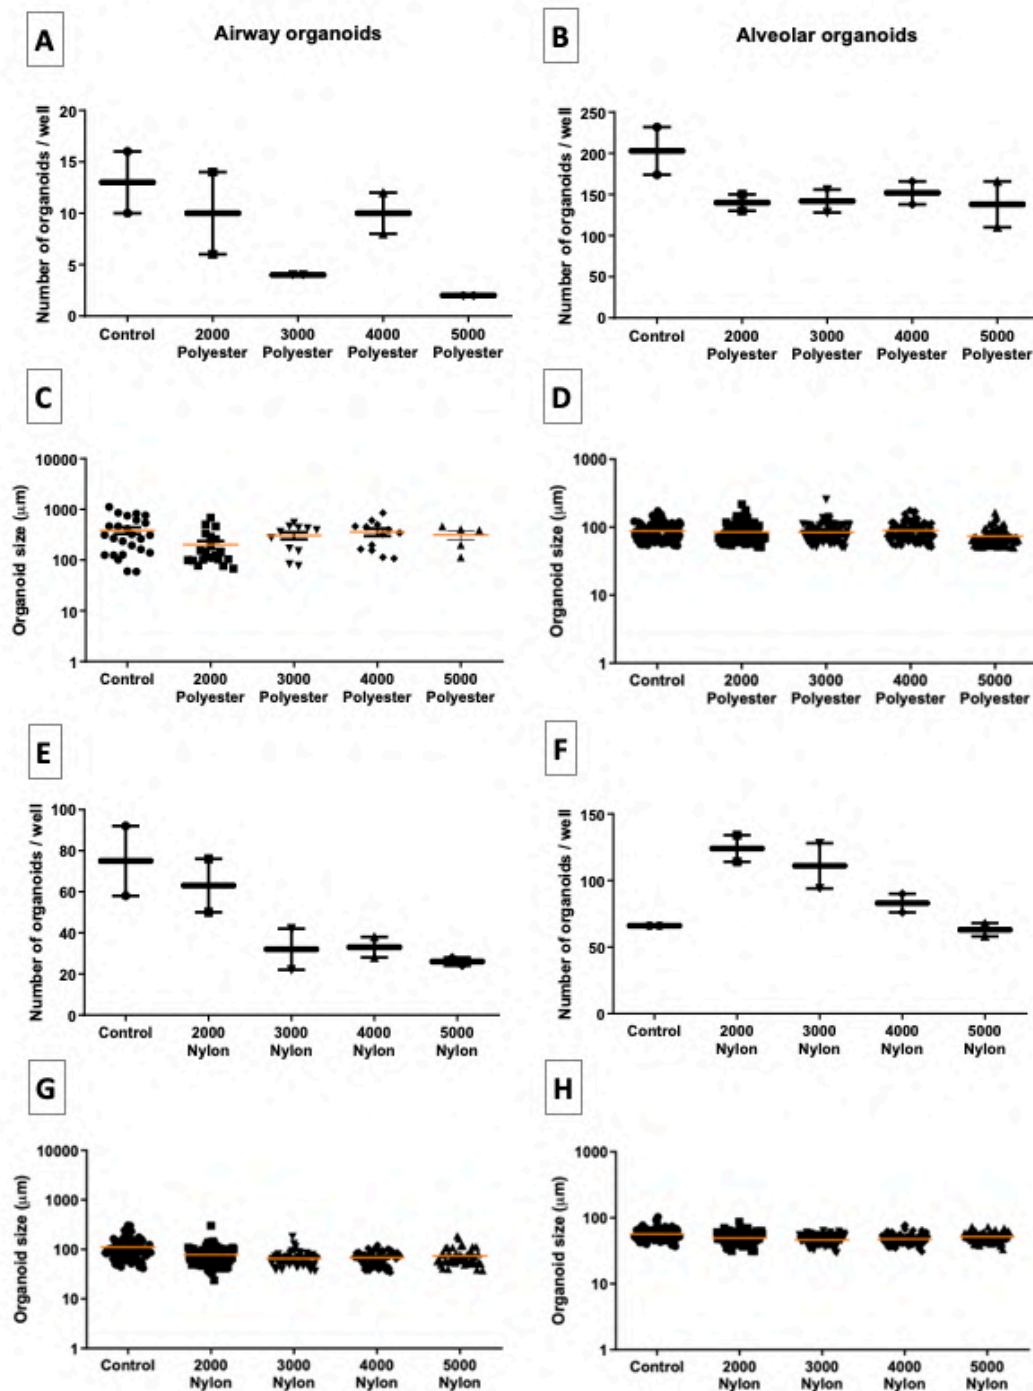 A
Airway organoids
B
Alveolar organoids
Number of organoids / well
20
15
10
5
0
Control
2000
Polyester
3000
Polyester
4000
Polyester
5000
Polyester
Number of organoids / well
250
200
150
100
50
0
Control
2000
Polyester
3000
Polyester
4000
Polyester
5000
Polyester
C
Organoid size (μm)
10000
1000
100
10
1
Control
2000
Polyester
3000
Polyester
4000
Polyester
5000
Polyester
D
Organoid size (μm)
1000
100
10
1
Control
2000
Polyester
3000
Polyester
4000
Polyester
5000
Polyester
E
Number of organoids / well
100
80
60
40
20
0
Control
2000
Nylon
3000
Nylon
4000
Nylon
5000
Nylon
F
Number of organoids / well
150
100
50
0
Control
2000
Nylon
3000
Nylon
4000
Nylon
5000
Nylon
G
Organoid size (μm)
10000
1000
100
10
1
Control
2000
Nylon
3000
Nylon
4000
Nylon
5000
Nylon
H
Organoid size (μm)
1000
100
10
1
Control
2000
Nylon
3000
Nylon
4000
Nylon
5000
Nylon